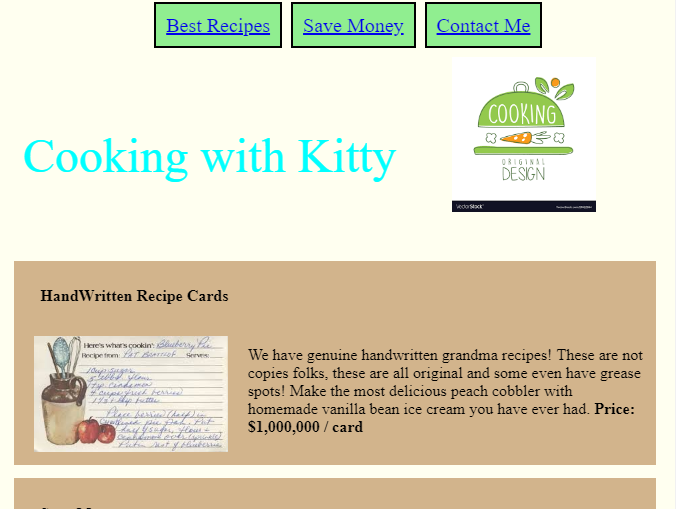 Best Recipes Save Money Contact Me
COOKING
ORIGINAL
DESIGN
VectorStock
Cooking with Kitty
HandWritten Recipe Cards
Here's what's cookin': Blueberry Pie
Recipe from: Serves:
1 cup sugar
We have genuine handwritten grandma recipes! These are not
copies folks, these are all original and some even have grease
spots! Make the most delicious peach cobbler with
homemade vanilla bean ice cream you have ever had. Price:
$1,000,000 / card